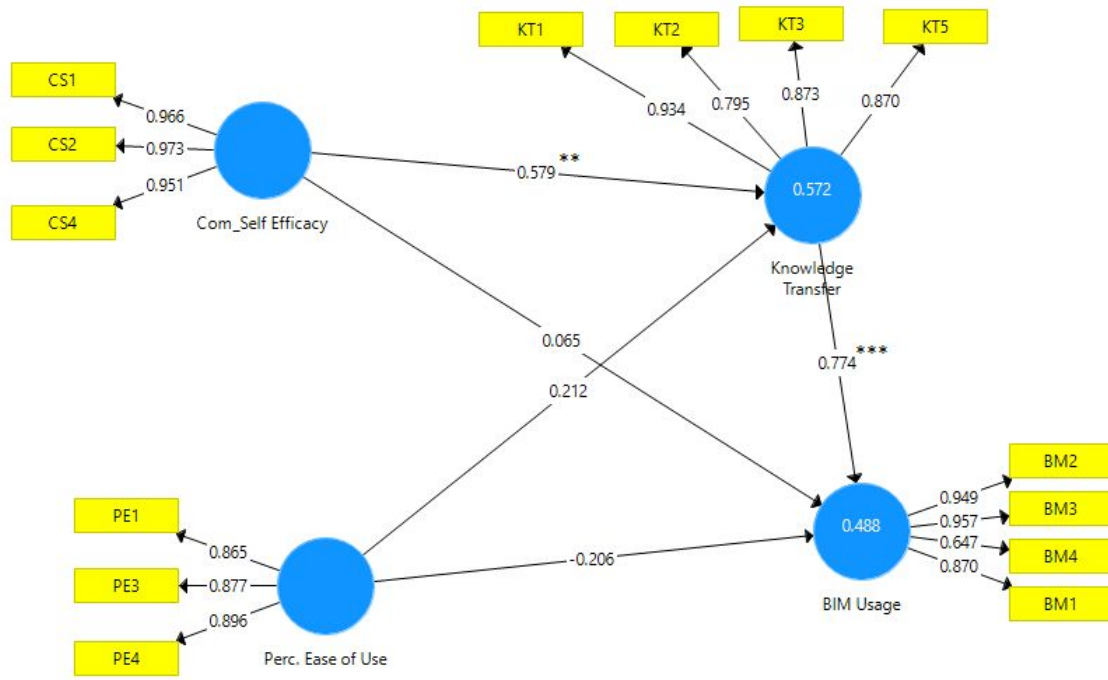 KT1
KT2
KT3
KT5
CS1
CS2
CS4
0.966
0.973
0.951
0.934
0.795
0.873
0.870
Com_Self Efficacy
0.579 **
0.572
Knowledge
Transfer
0.065
0.212
0.774 ***
PE1
PE3
PE4
0.865
0.877
0.896
Perc. Ease of Use
-0.206
0.488
BIM Usage
0.949
0.957
0.647
0.870
BM2
BM3
BM4
BM1